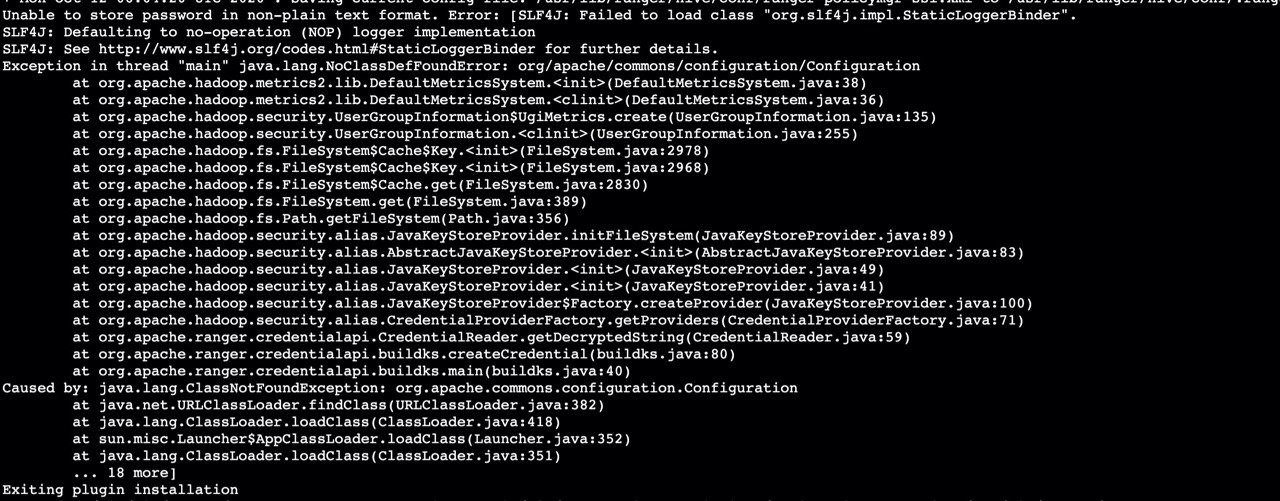 Unable to store password in non-plain text format. Error: [SLF4J: Failed to load class "org.slf4j.impl.StaticLoggerBinder".
SLF4J: Defaulting to no-operation (NOP) logger implementation
SLF4J: See http://www.slf4j.org/codes.html#StaticLoggerBinder for further details.
Exception in thread "main" java.lang.NoClassDefFoundError: org/apache/commons/configuration/Configuration
at org.apache.hadoop.metrics2.lib.DefaultMetricsSystem.<init>(DefaultMetricsSystem.java:38)
at org.apache.hadoop.metrics2.lib.DefaultMetricsSystem.<clinit>(DefaultMetricsSystem.java:36)
at org.apache.hadoop.security.UserGroupInformation$UgiMetrics.create(UserGroupInformation.java:135)
at org.apache.hadoop.security.UserGroupInformation.<clinit>(UserGroupInformation.java:255)
at org.apache.hadoop.fs.FileSystem$Cache$Key.<init>(FileSystem.java:2978)
at org.apache.hadoop.fs.FileSystem$Cache$Key.<init>(FileSystem.java:2968)
at org.apache.hadoop.fs.FileSystem$Cache.get(FileSystem.java:2830)
at org.apache.hadoop.fs.FileSystem.get(FileSystem.java:389)
at org.apache.hadoop.fs.Path.getFileSystem(Path.java:356)
at org.apache.hadoop.security.alias.JavaKeyStoreProvider.initFileSystem(JavaKeyStoreProvider.java:89)
at org.apache.hadoop.security.alias.AbstractJavaKeyStoreProvider.<init>(AbstractJavaKeyStoreProvider.java:83)
at org.apache.hadoop.security.alias.JavaKeyStoreProvider.<init>(JavaKeyStoreProvider.java:49)
at org.apache.hadoop.security.alias.JavaKeyStoreProvider.<init>(JavaKeyStoreProvider.java:41)
at org.apache.hadoop.security.alias.JavaKeyStoreProvider$Factory.createProvider(JavaKeyStoreProvider.java:100)
at org.apache.hadoop.security.alias.CredentialProviderFactory.getProviders(CredentialProviderFactory.java:71)
at org.apache.ranger.credentialapi.CredentialReader.getDecryptedString(CredentialReader.java:59)
at org.apache.ranger.credentialapi.buildks.createCredential(buildks.java:80)
at org.apache.ranger.credentialapi.buildks.main(buildks.java:40)
Caused by: java.lang.ClassNotFoundException: org.apache.commons.configuration.Configuration
at java.net.URLClassLoader.findClass(URLClassLoader.java:382)
at java.lang.ClassLoader.loadClass(ClassLoader.java:418)
at sun.misc.Launcher$AppClassLoader.loadClass(Launcher.java:352)
at java.lang.ClassLoader.loadClass(ClassLoader.java:351)
... 18 more]
Exiting plugin installation